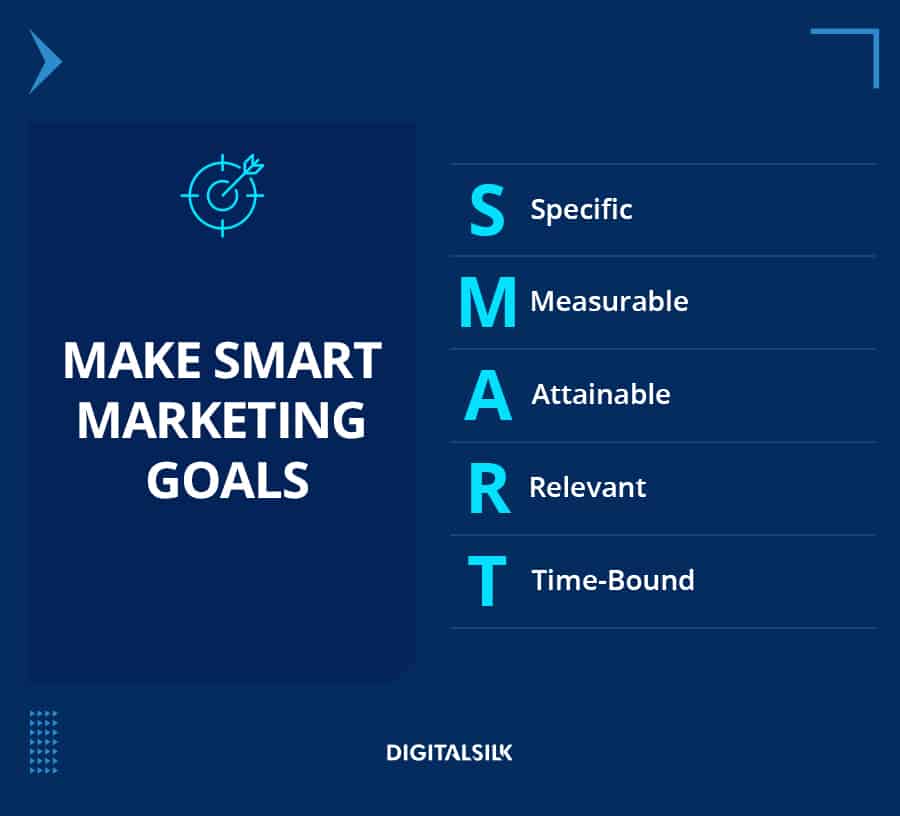 MAKE SMART
MARKETING
GOALS
S Specific
M Measurable
A Attainable
R Relevant
T Time-Bound
DIGITALSILK